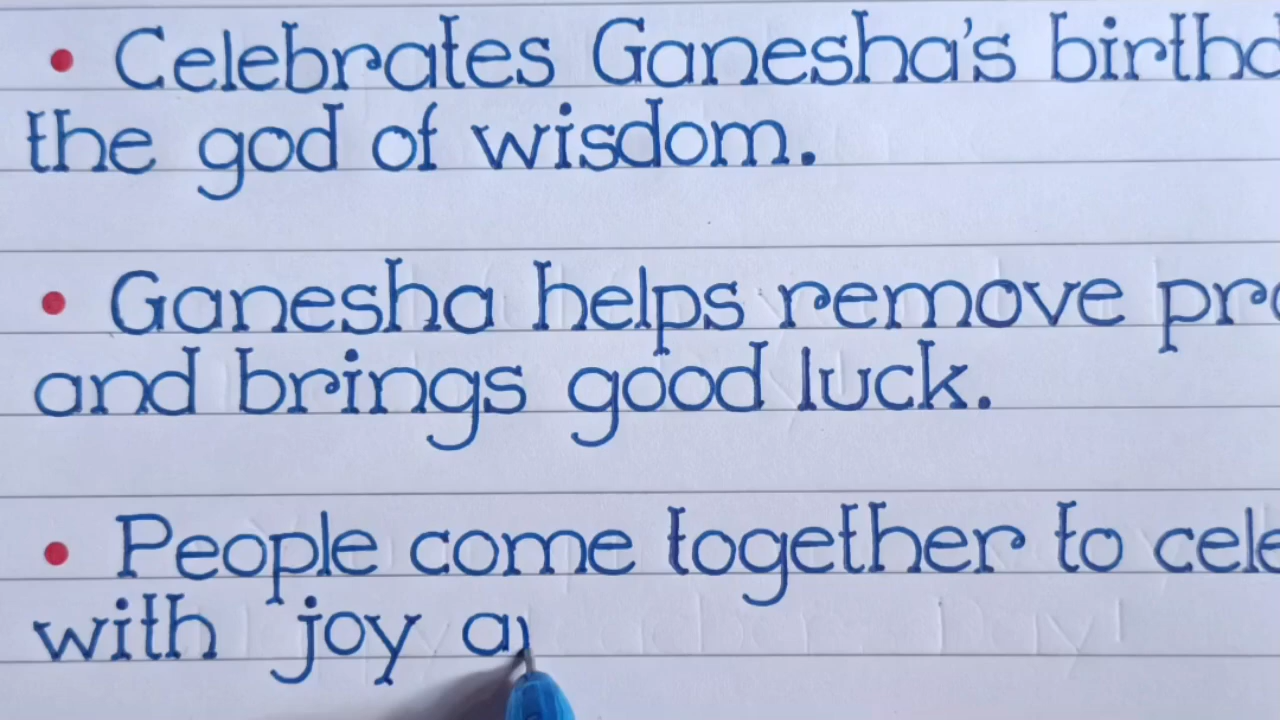 • Celebrates Ganesha's birthd
the god of wisdom.
• Ganesha helps remove pro
and brings good luck.
• People come together to cele
with joy a